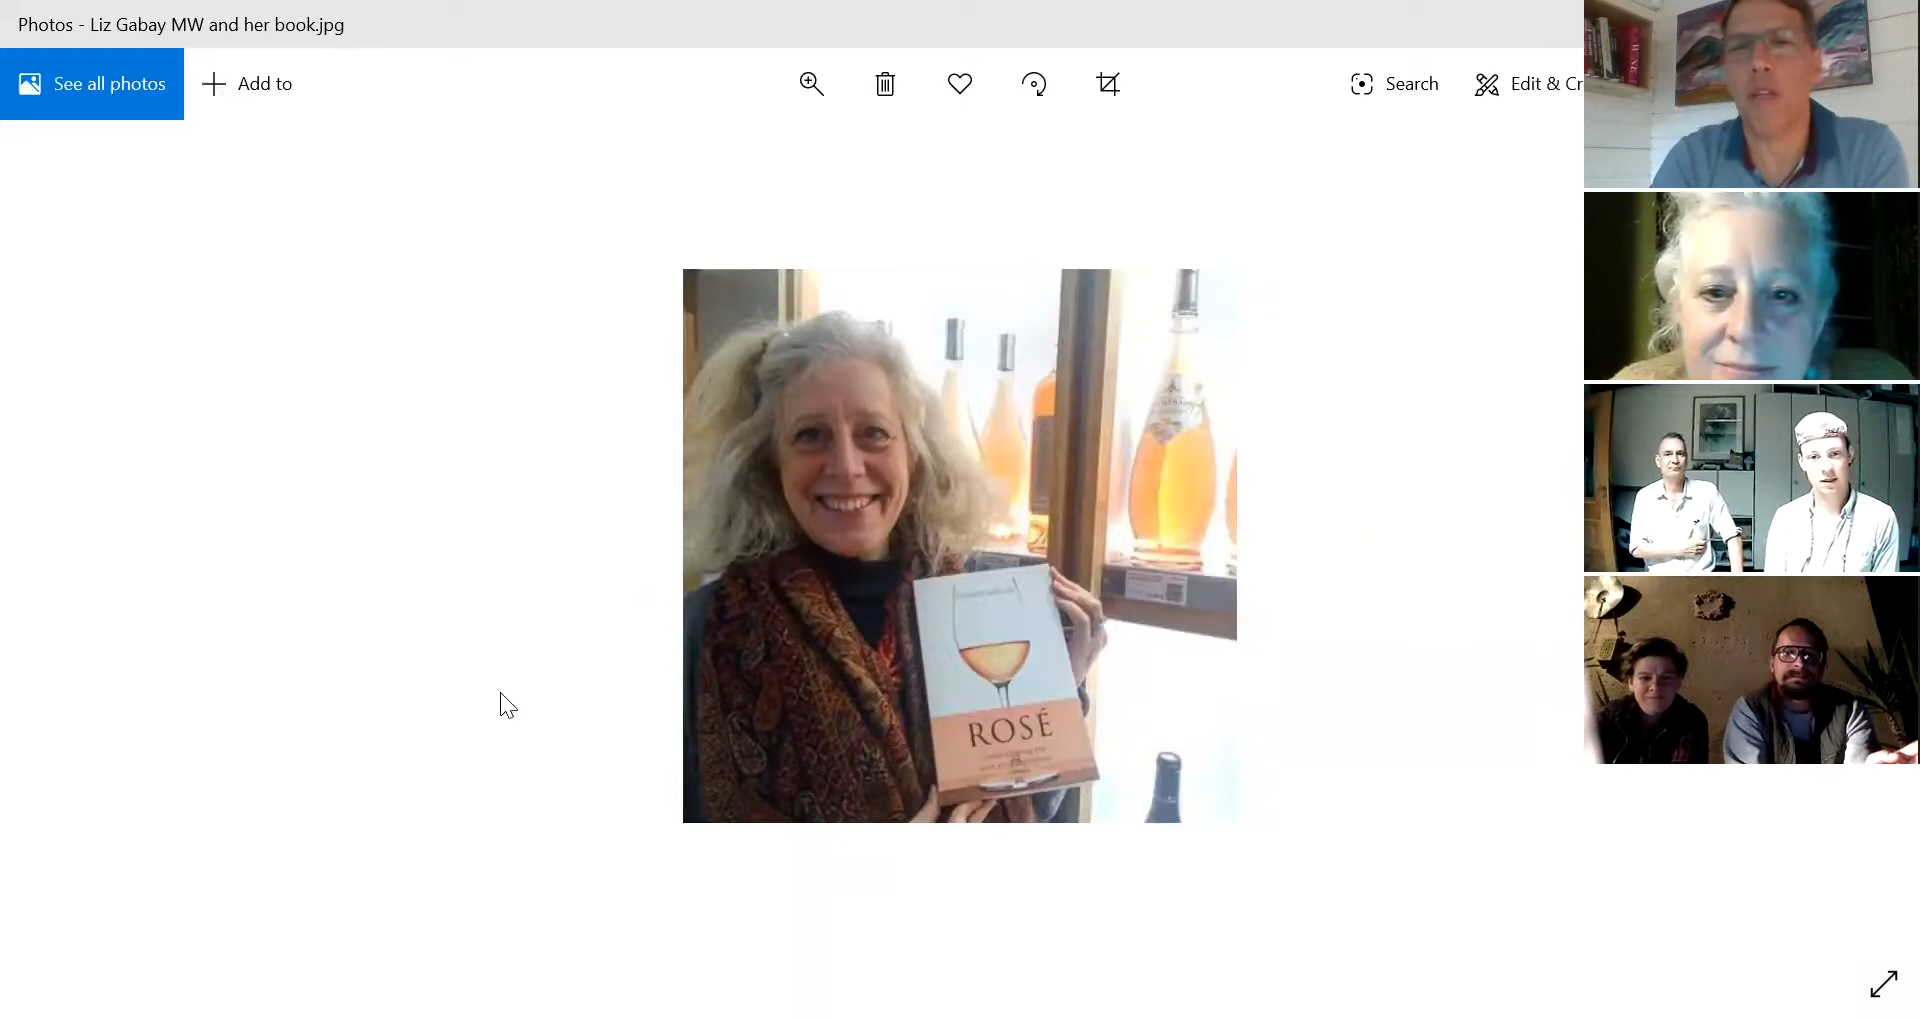 Photos - Liz Gabay MW and her book.jpg
See all photos
Add to
Search
Edit & Cr
ROSÉ